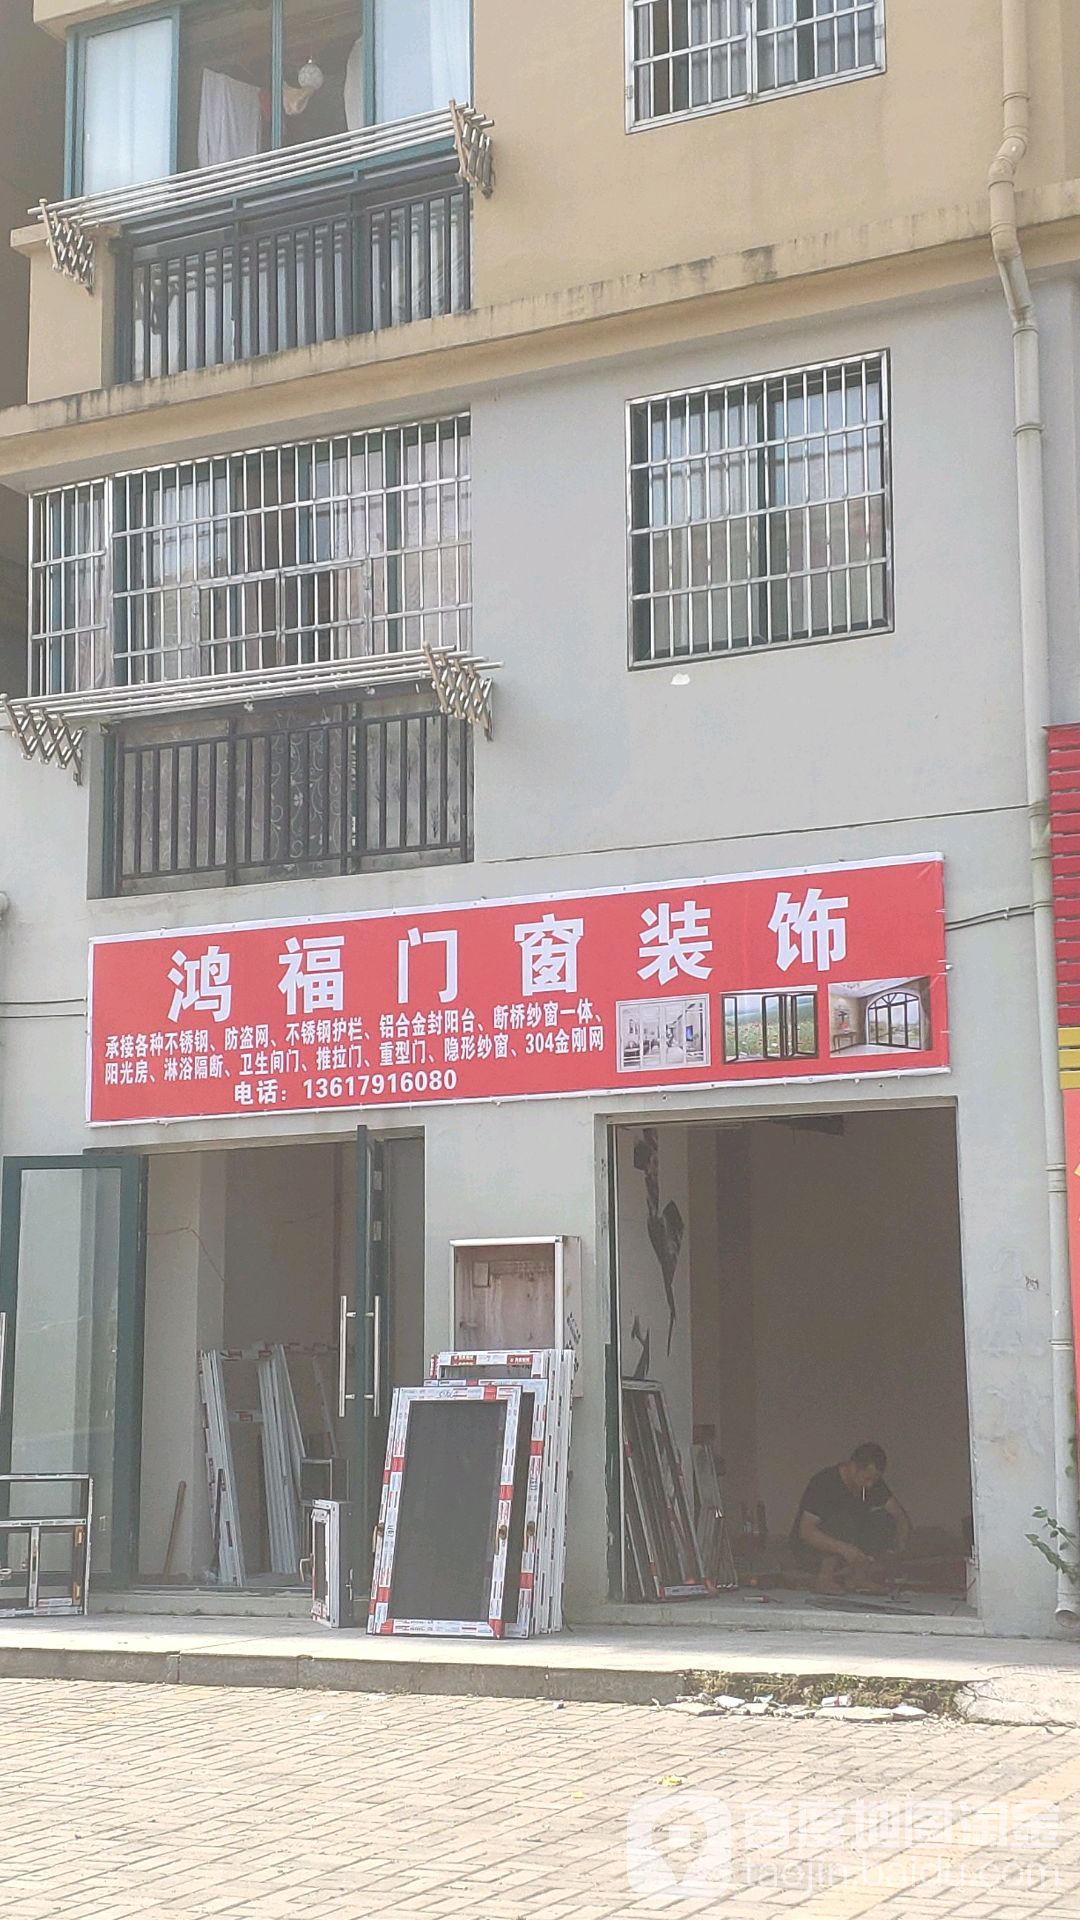 鸿福门窗装饰
承接各种不锈钢、防盗网、不锈钢护栏、铝合金封阳台、断桥纱窗一体、
阳光房、淋浴隔断、卫生间门、推拉门、重型门、隐形纱窗、304金刚网
电话：13617916080
百度地图淘金
taojin.baidu.com